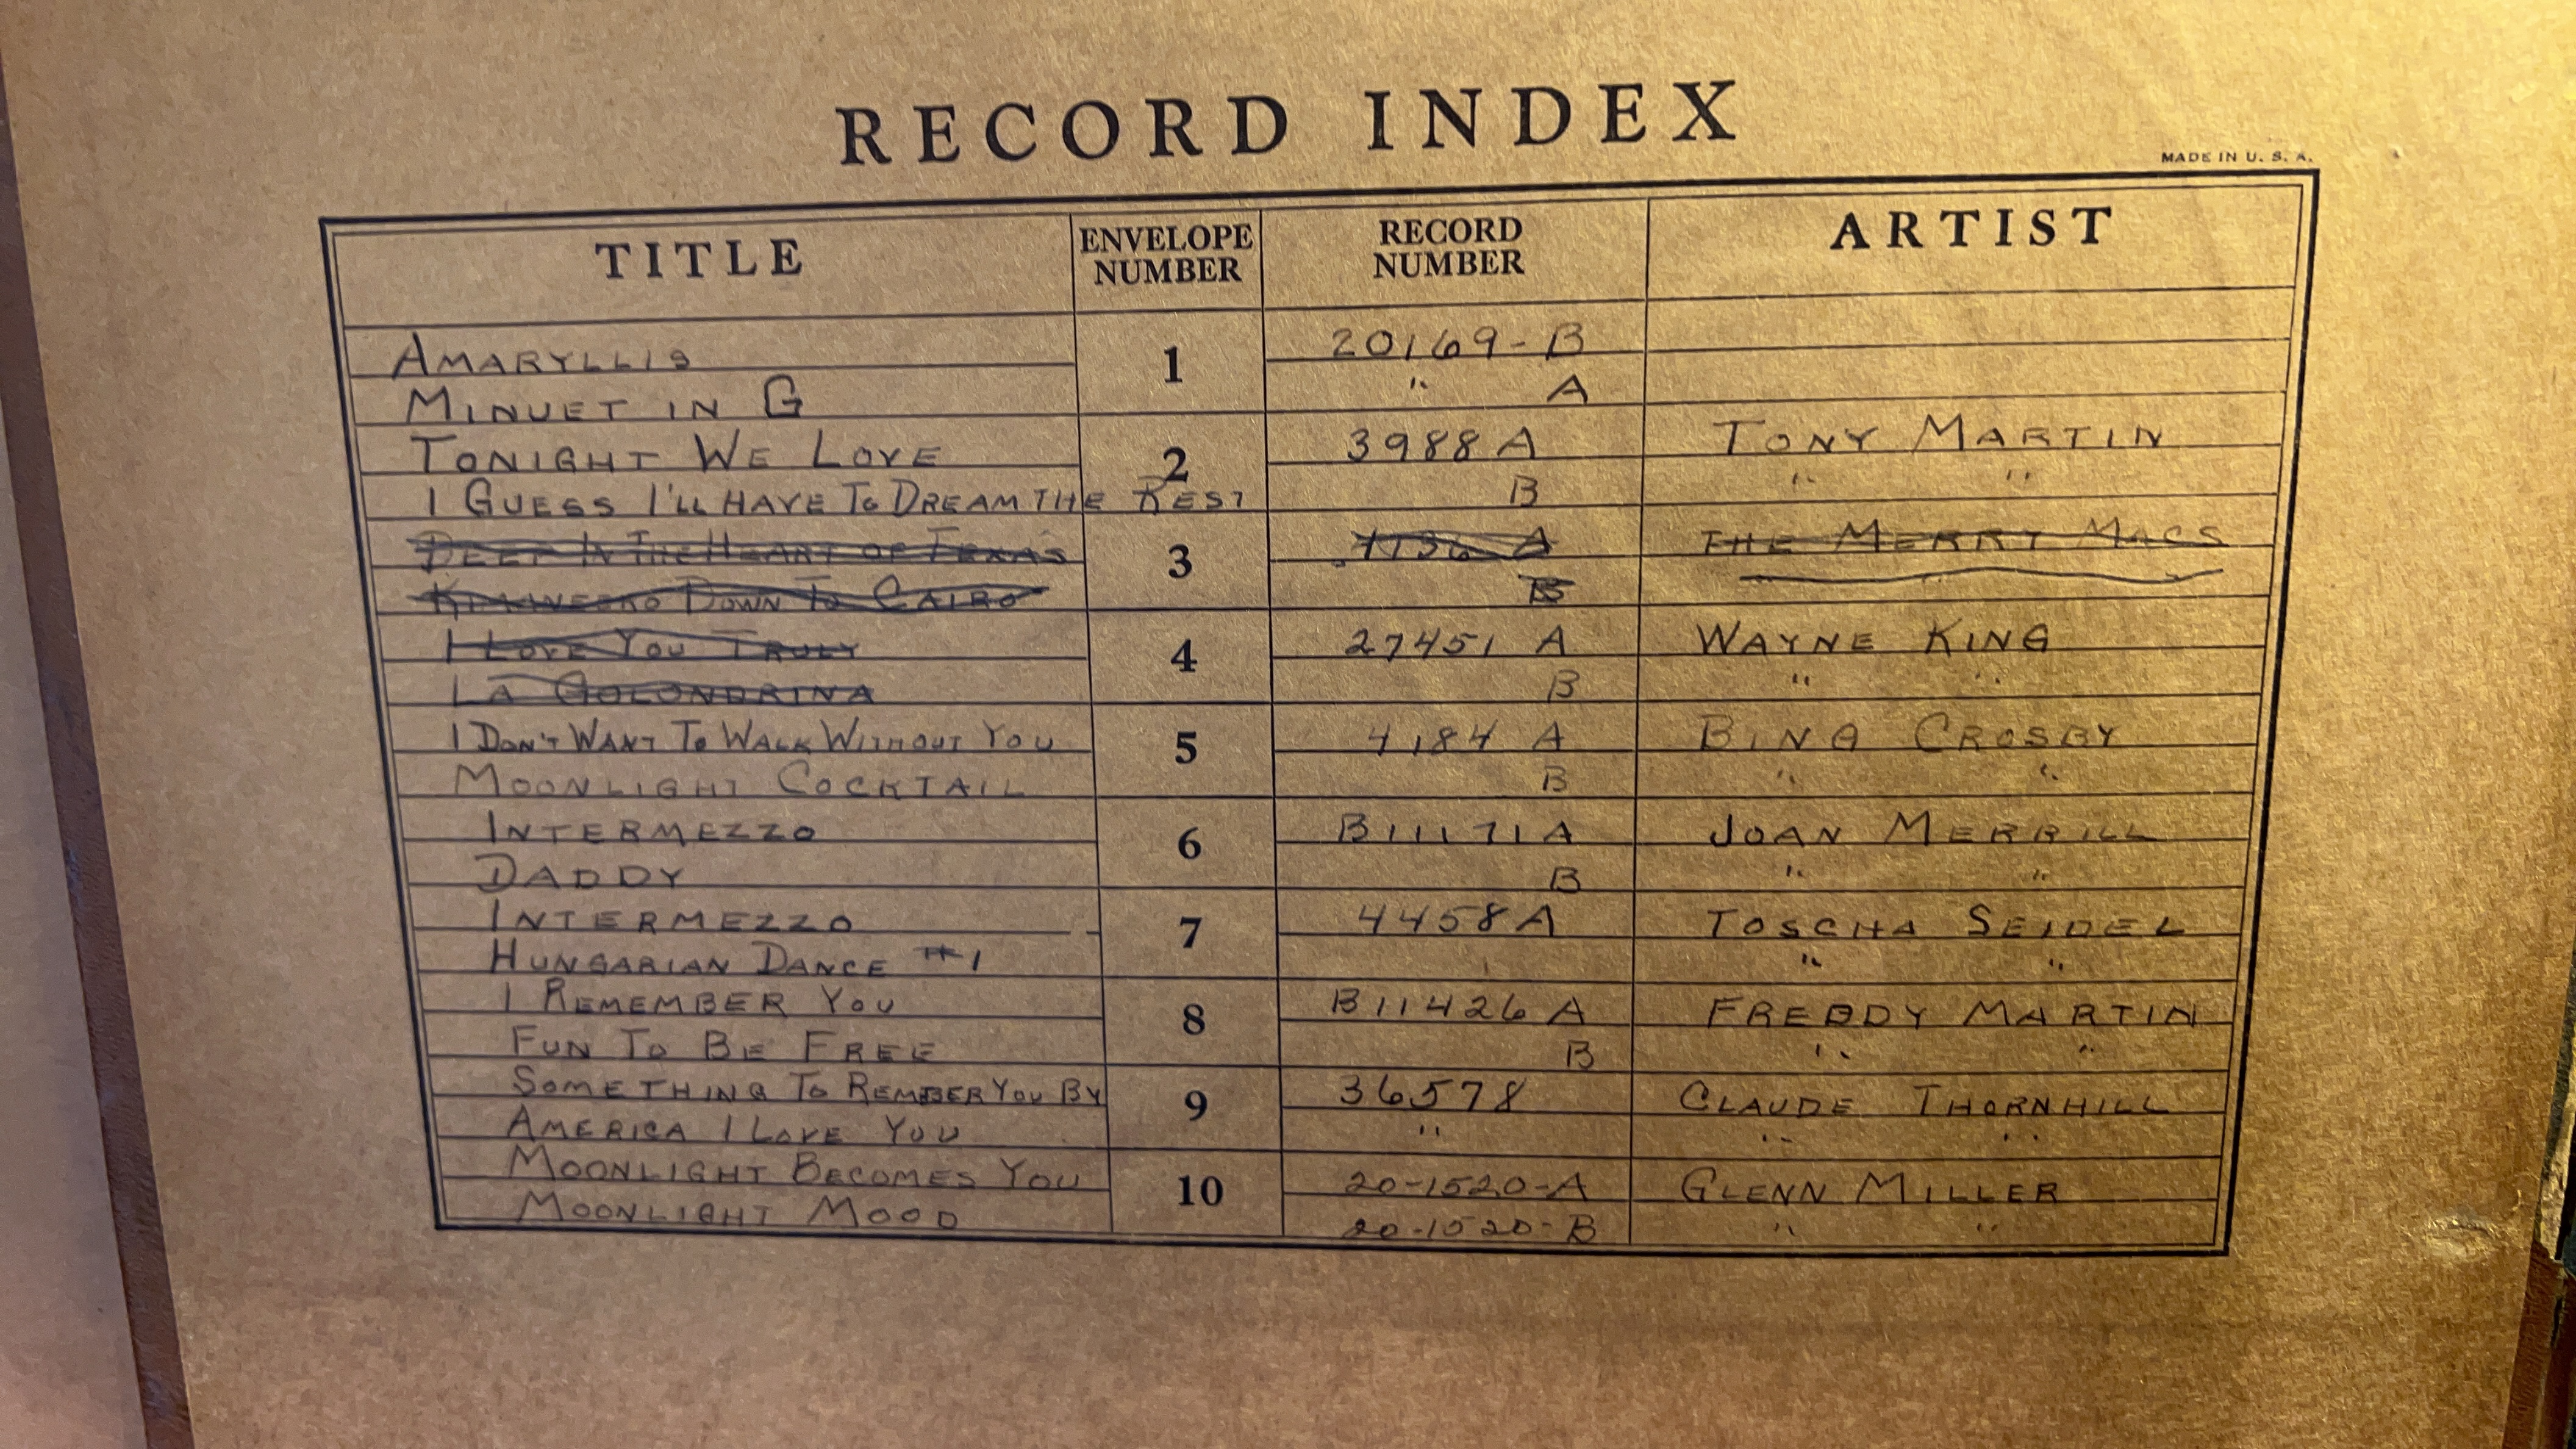 RECORD INDEX
MADE IN U. S. A.
TITLE ENVELOPE NUMBER RECORD NUMBER ARTIST
AMARYLLIS 1 20169-B
MINUET IN G " A
TONIGHT WE LOVE 2 3988 A TONY MARTIN
I GUESS I'LL HAVE TO DREAM THE REST B " "
DEEP IN THE HEART OF TEXAS 3 A THE MERRY MACS
DOWN TO CAIRO B
I LOVE YOU TRULY 4 27451 A WAYNE KING
LA GOLONDRINA B " "
I DON'T WANT TO WALK WITHOUT YOU 5 4184 A BING CROSBY
MOONLIGHT COCKTAIL B " "
INTERMEZZO 6 B11171 A JOAN MERRILL
DADDY B " "
INTERMEZZO 7 4458 A TOSCHA SEIDEL
HUNGARIAN DANCE #1 " "
I REMEMBER YOU 8 B11426 A FREDDY MARTIN
FUN TO BE FREE B " "
SOMETHING TO REMBER YOU BY 9 36578 CLAUDE THORNHILL
AMERICA I LOVE YOU " " "
MOONLIGHT BECOMES YOU 10 20-1520-A GLENN MILLER
MOONLIGHT MOOD 20-1520-B " "